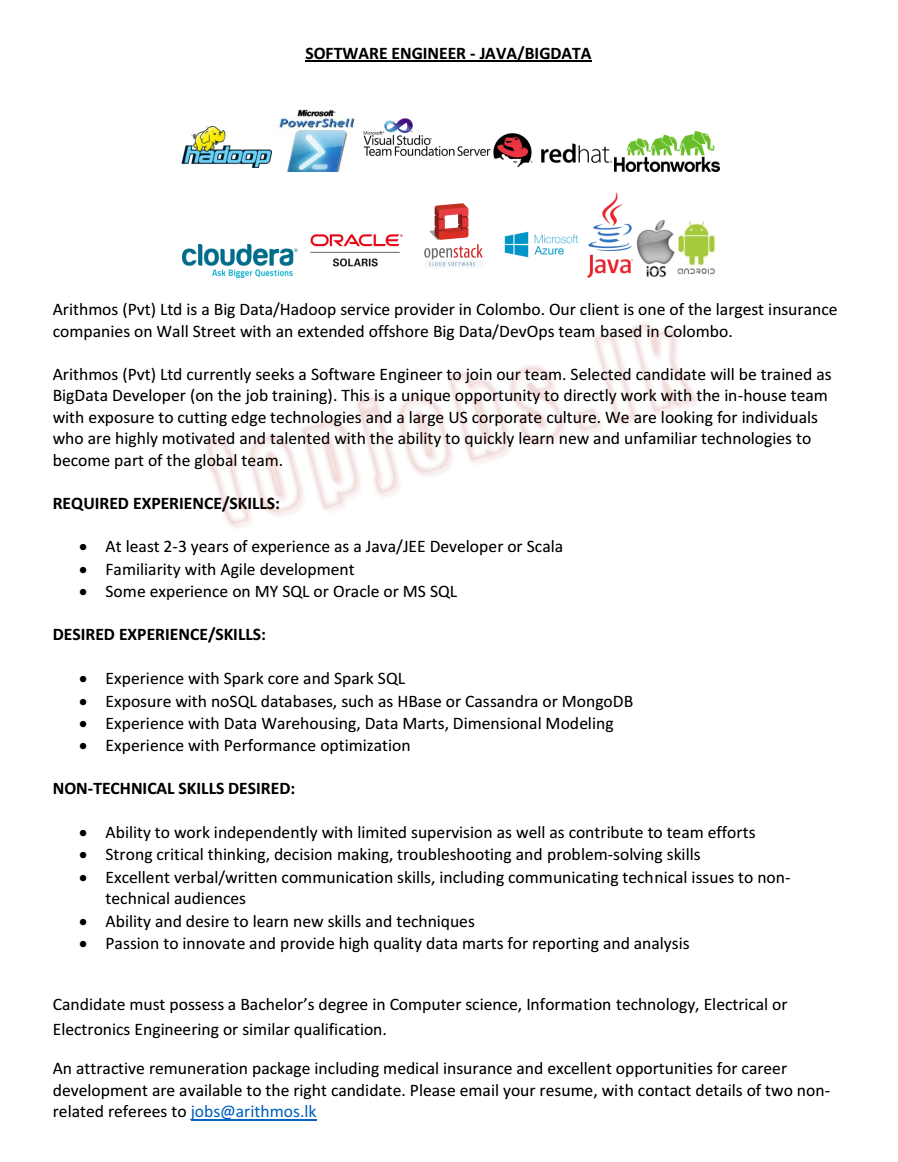 SOFTWARE ENGINEER - JAVA/BIGDATA
hadoop
Microsoft
PowerShell
Microsoft
Visual Studio
Team Foundation Server
redhat.
Hortonworks
cloudera
Ask Bigger Questions
ORACLE
SOLARIS
openstack
CLOUD SOFTWARE
Microsoft
Azure
Java
iOS
ANDROID
Arithmos (Pvt) Ltd is a Big Data/Hadoop service provider in Colombo. Our client is one of the largest insurance
companies on Wall Street with an extended offshore Big Data/DevOps team based in Colombo.
Arithmos (Pvt) Ltd currently seeks a Software Engineer to join our team. Selected candidate will be trained as
BigData Developer (on the job training). This is a unique opportunity to directly work with the in-house team
with exposure to cutting edge technologies and a large US corporate culture. We are looking for individuals
who are highly motivated and talented with the ability to quickly learn new and unfamiliar technologies to
become part of the global team.
topjobs.lk
REQUIRED EXPERIENCE/SKILLS:
• At least 2-3 years of experience as a Java/JEE Developer or Scala
• Familiarity with Agile development
• Some experience on MY SQL or Oracle or MS SQL
DESIRED EXPERIENCE/SKILLS:
• Experience with Spark core and Spark SQL
• Exposure with noSQL databases, such as HBase or Cassandra or MongoDB
• Experience with Data Warehousing, Data Marts, Dimensional Modeling
• Experience with Performance optimization
NON-TECHNICAL SKILLS DESIRED:
• Ability to work independently with limited supervision as well as contribute to team efforts
• Strong critical thinking, decision making, troubleshooting and problem-solving skills
• Excellent verbal/written communication skills, including communicating technical issues to non-
technical audiences
• Ability and desire to learn new skills and techniques
• Passion to innovate and provide high quality data marts for reporting and analysis
Candidate must possess a Bachelor’s degree in Computer science, Information technology, Electrical or
Electronics Engineering or similar qualification.
An attractive remuneration package including medical insurance and excellent opportunities for career
development are available to the right candidate. Please email your resume, with contact details of two non-
related referees to jobs@arithmos.lk